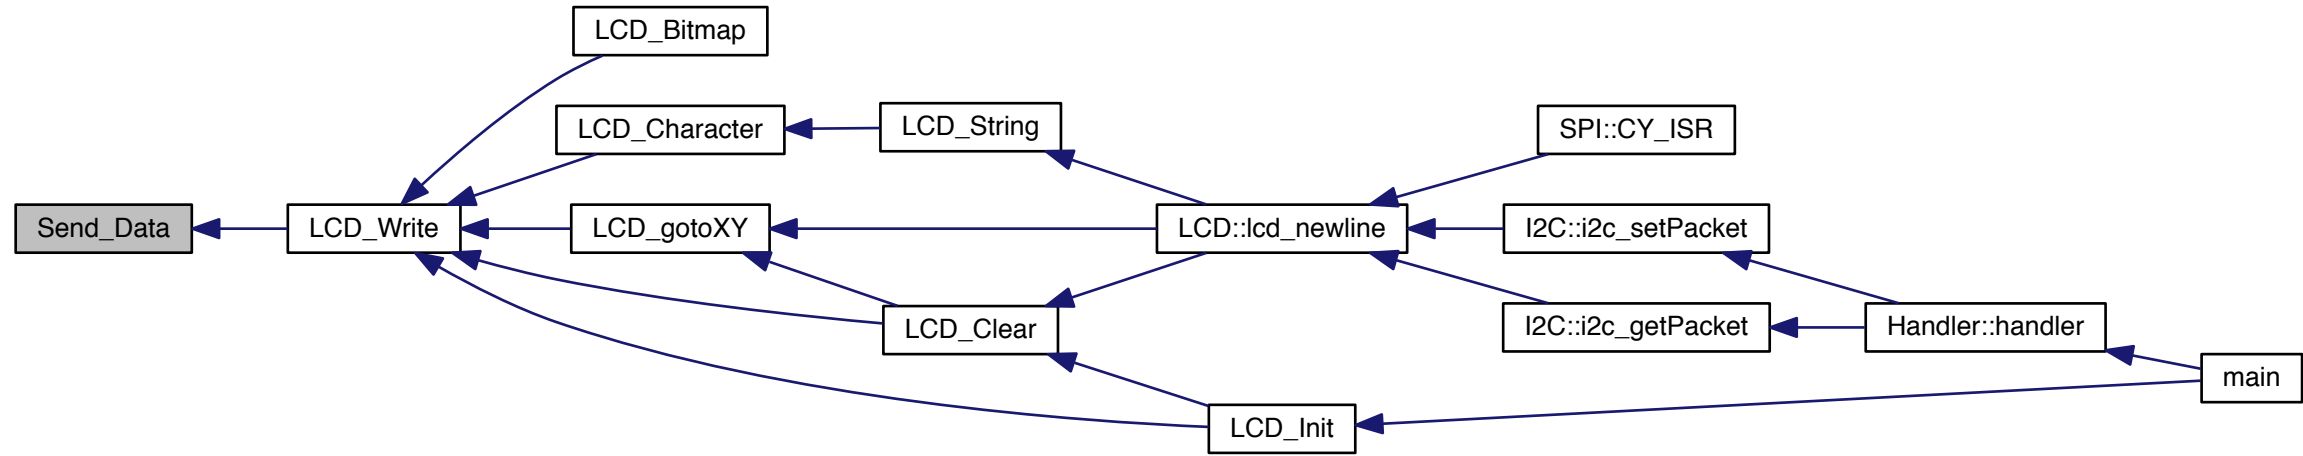 LCD_Bitmap
LCD_Character
LCD_String
SPI::CY_ISR
Send_Data
LCD_Write
LCD_gotoXY
LCD::lcd_newline
I2C::i2c_setPacket
LCD_Clear
I2C::i2c_getPacket
Handler::handler
main
LCD_Init